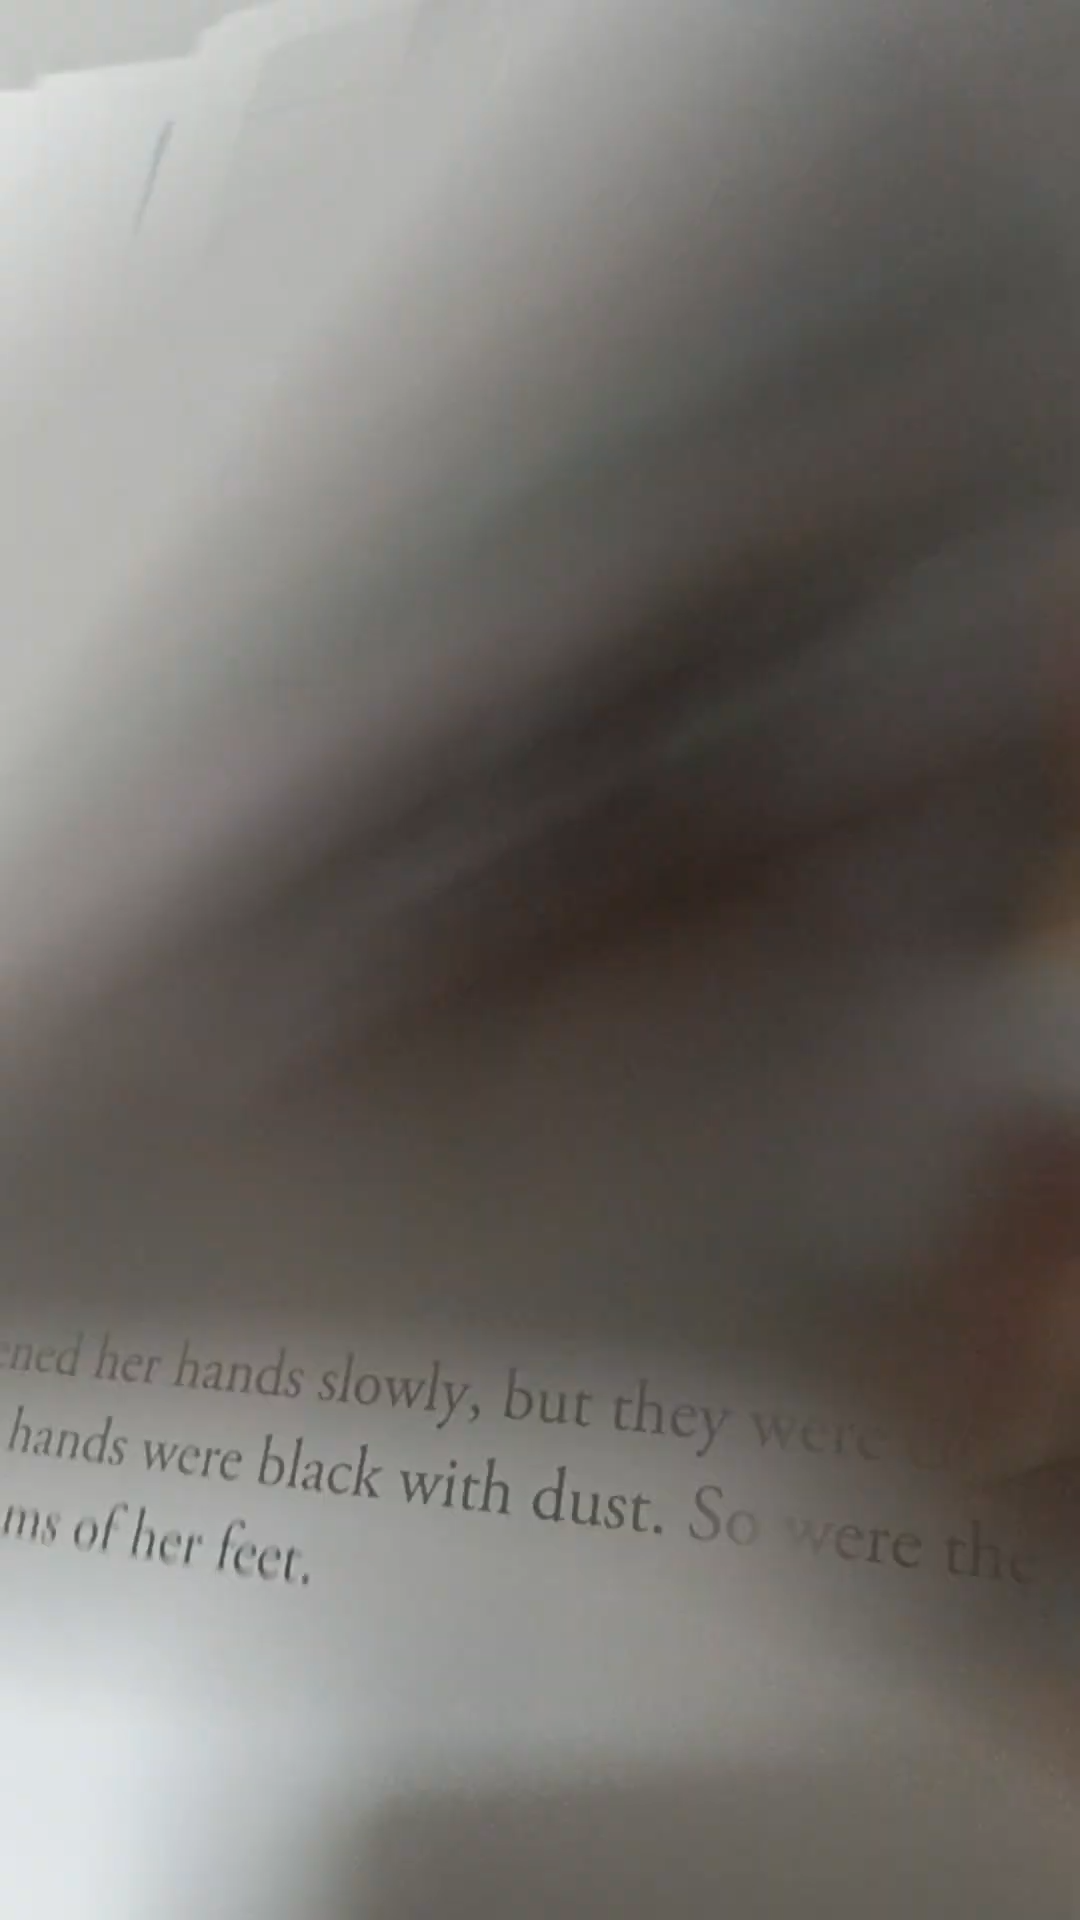 ened her hands slowly, but they were
hands were black with dust. So were the
ms of her feet.